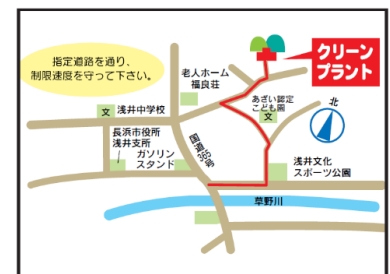 指定道路を通り、
制限速度を守って下さい。
クリーン
プラント
老人ホーム
福良荘
あざい認定
こども園
文
北
文 浅井中学校
長浜市役所
浅井支所
ガソリン
スタンド
国道365号
浅井文化
スポーツ公園
草野川